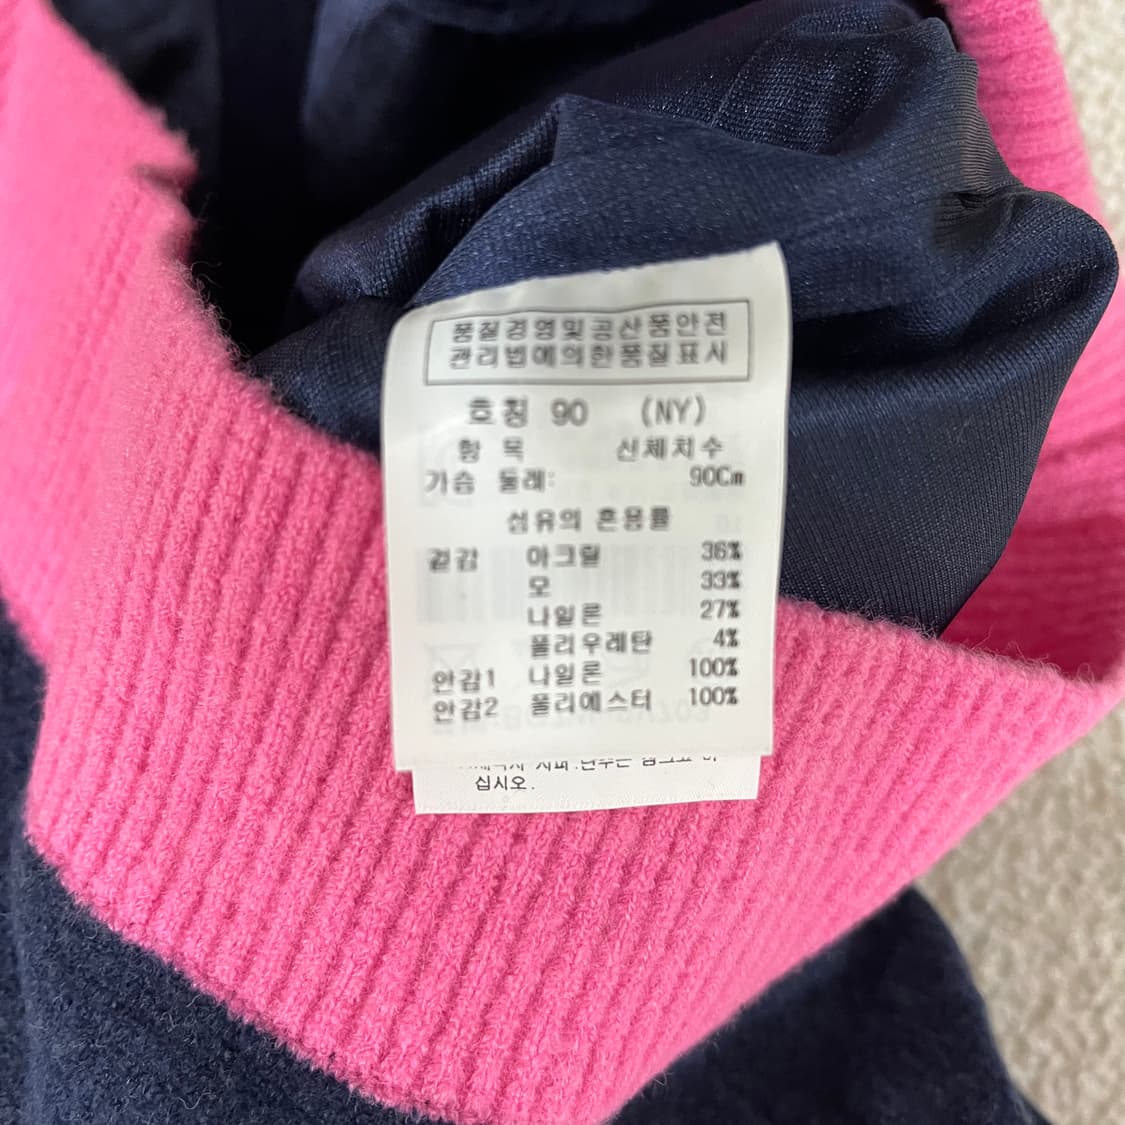 품질경영및공산품안전
관리법에의한품질표시
호칭 90 (NY)
항 목 신체치수
가슴 둘레: 90Cm
섬유의 혼용률
겉감 아크릴 36%
모 33%
나일론 27%
폴리우레탄 4%
안감1 나일론 100%
안감2 폴리에스터 100%
십시오.